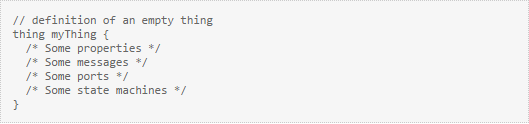 // definition of an empty thing
thing myThing {
  /* Some properties */
  /* Some messages */
  /* Some ports */
  /* Some state machines */
}